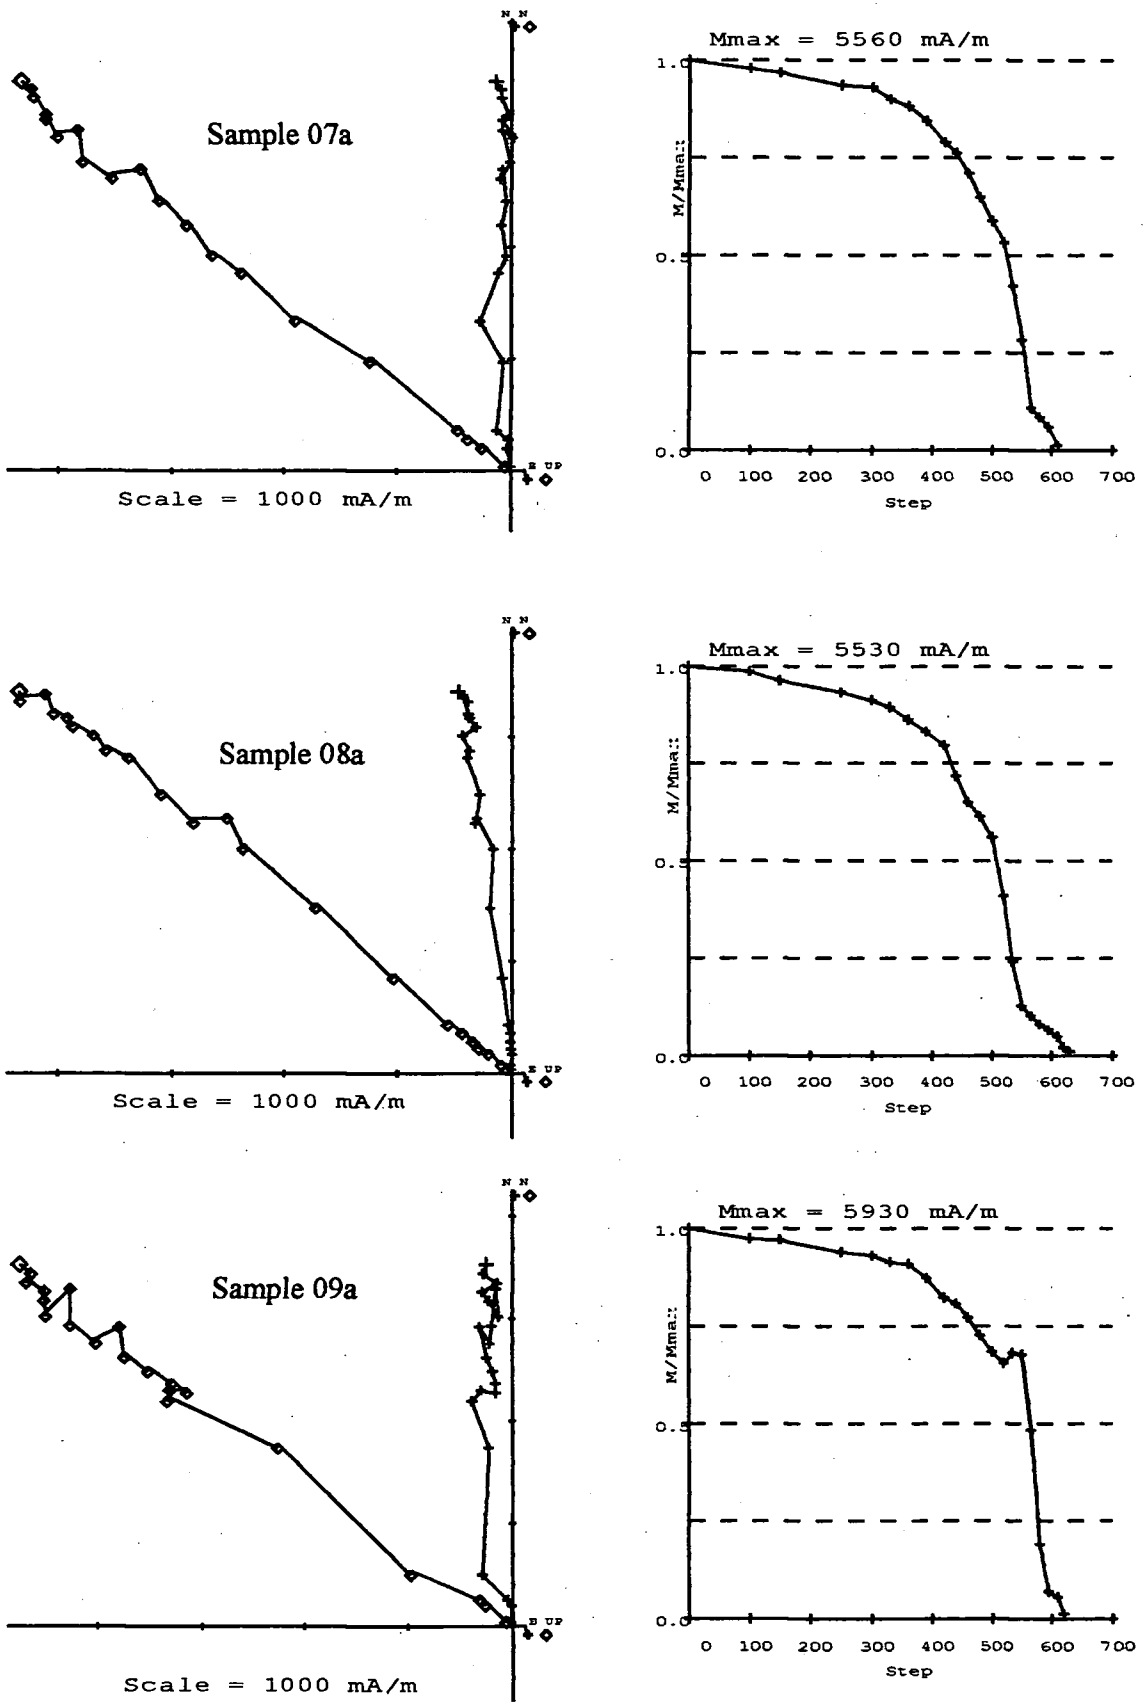 N N
Mmax = 5560 mA/m
1.0
Sample 07a
M/Mmax
0.5
E UP
0.0
Scale = 1000 mA/m
0 100 200 300 400 500 600 700
Step
N N
Mmax = 5530 mA/m
1.0
Sample 08a
M/Mmax
0.5
E UP
0.0
Scale = 1000 mA/m
0 100 200 300 400 500 600 700
Step
N N
Mmax = 5930 mA/m
1.0
Sample 09a
M/Mmax
0.5
E UP
0.0
Scale = 1000 mA/m
0 100 200 300 400 500 600 700
Step